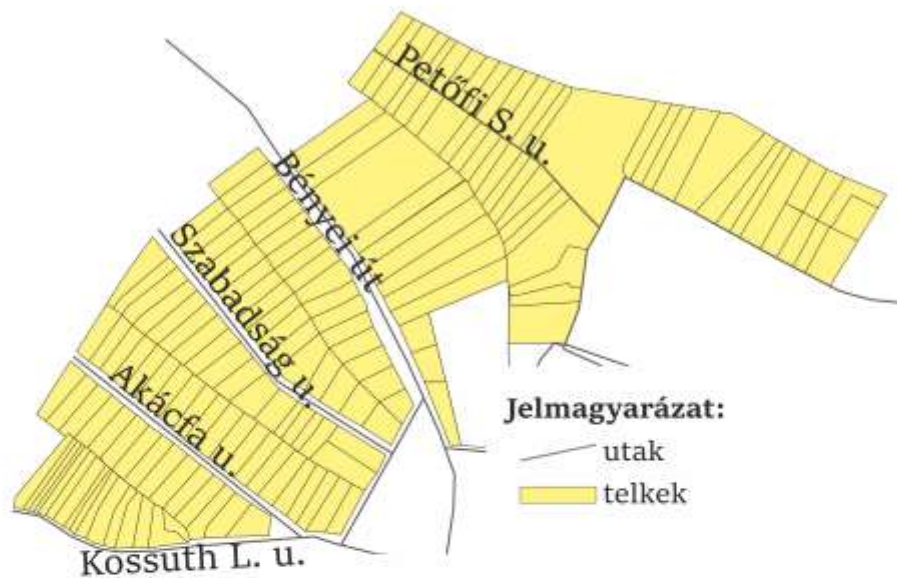 Petőfi S. u.
Bényei út
Szabadság u.
Akácfa u.
Kossuth L. u.
Jelmagyarázat:
utak
telkek